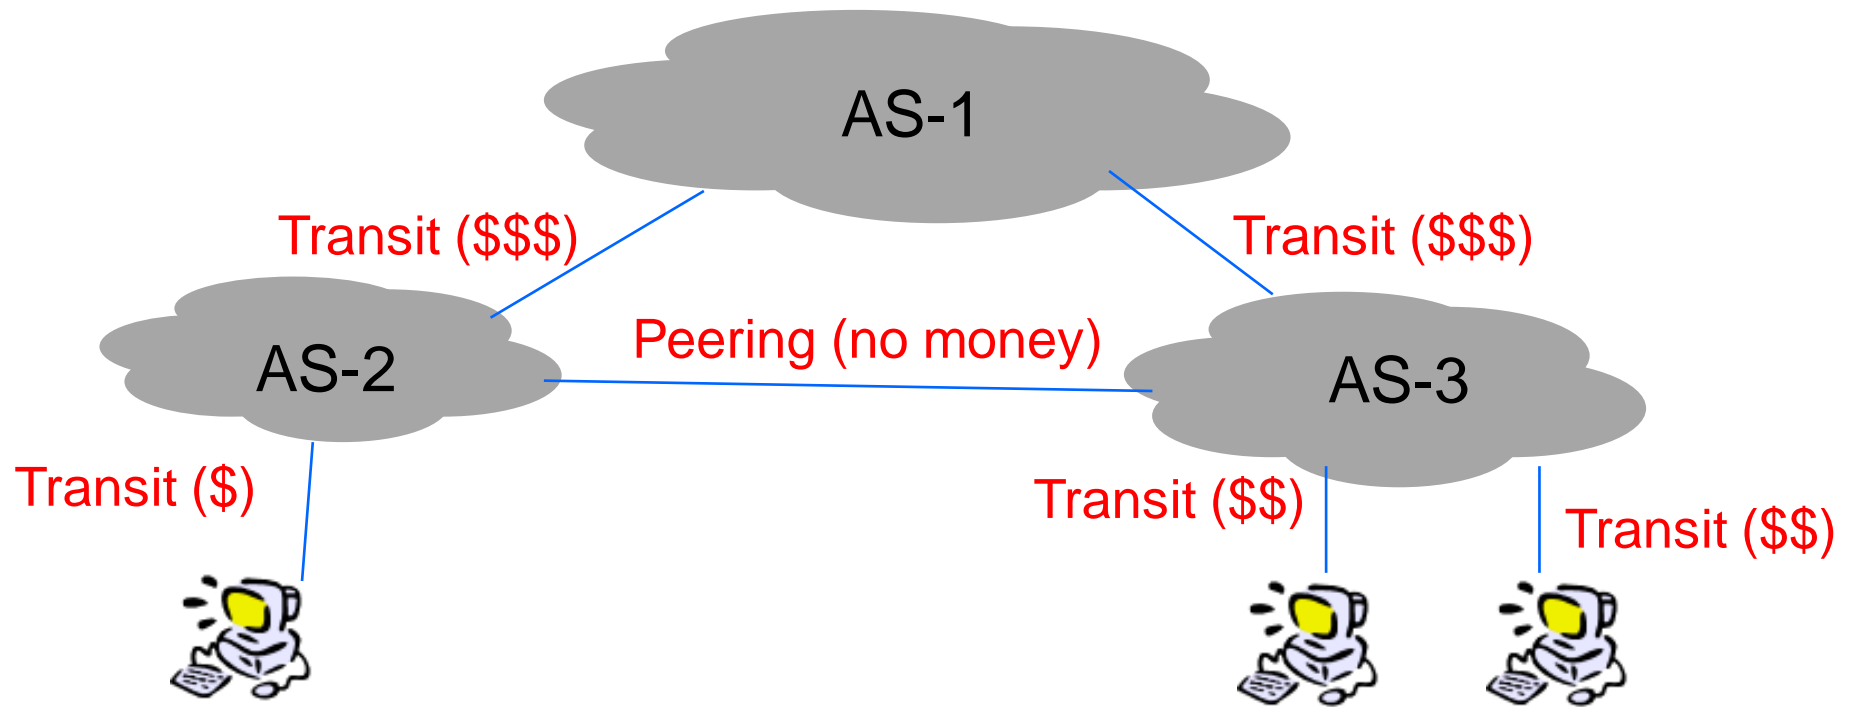 AS-1
Transit ($$$)
Transit ($$$)
Peering (no money)
AS-2
AS-3
Transit ($)
Transit ($$)
Transit ($$)